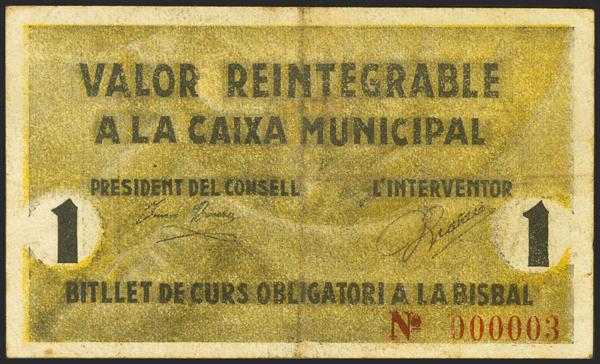 VALOR REINTEGRABLE
A LA CAIXA MUNICIPAL
PRESIDENT DEL CONSELL L'INTERVENTOR
1 1
BITLLET DE CURS OBLIGATORI A LA BISBAL
Nº 000003